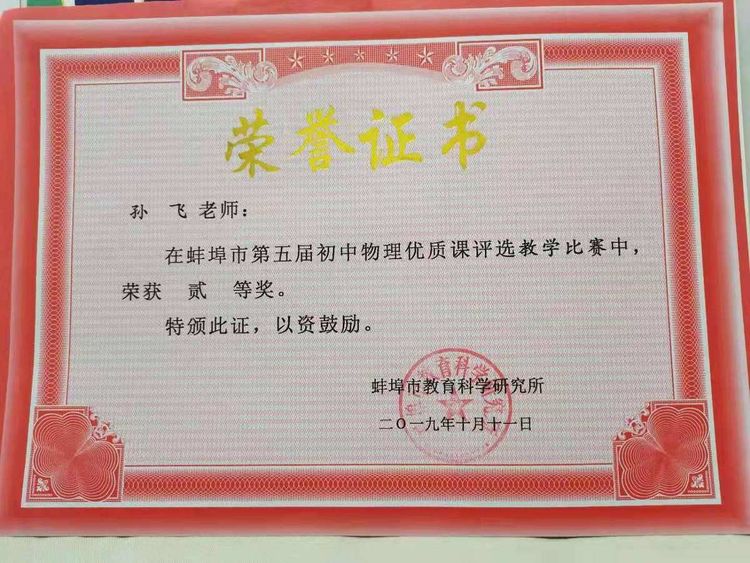 荣誉证书
孙 飞 老师：
在蚌埠市第五届初中物理优质课评选教学比赛中，
荣获 贰 等奖。
特颁此证，以资鼓励。
蚌埠市教育科学研究所
二〇一九年十月十一日